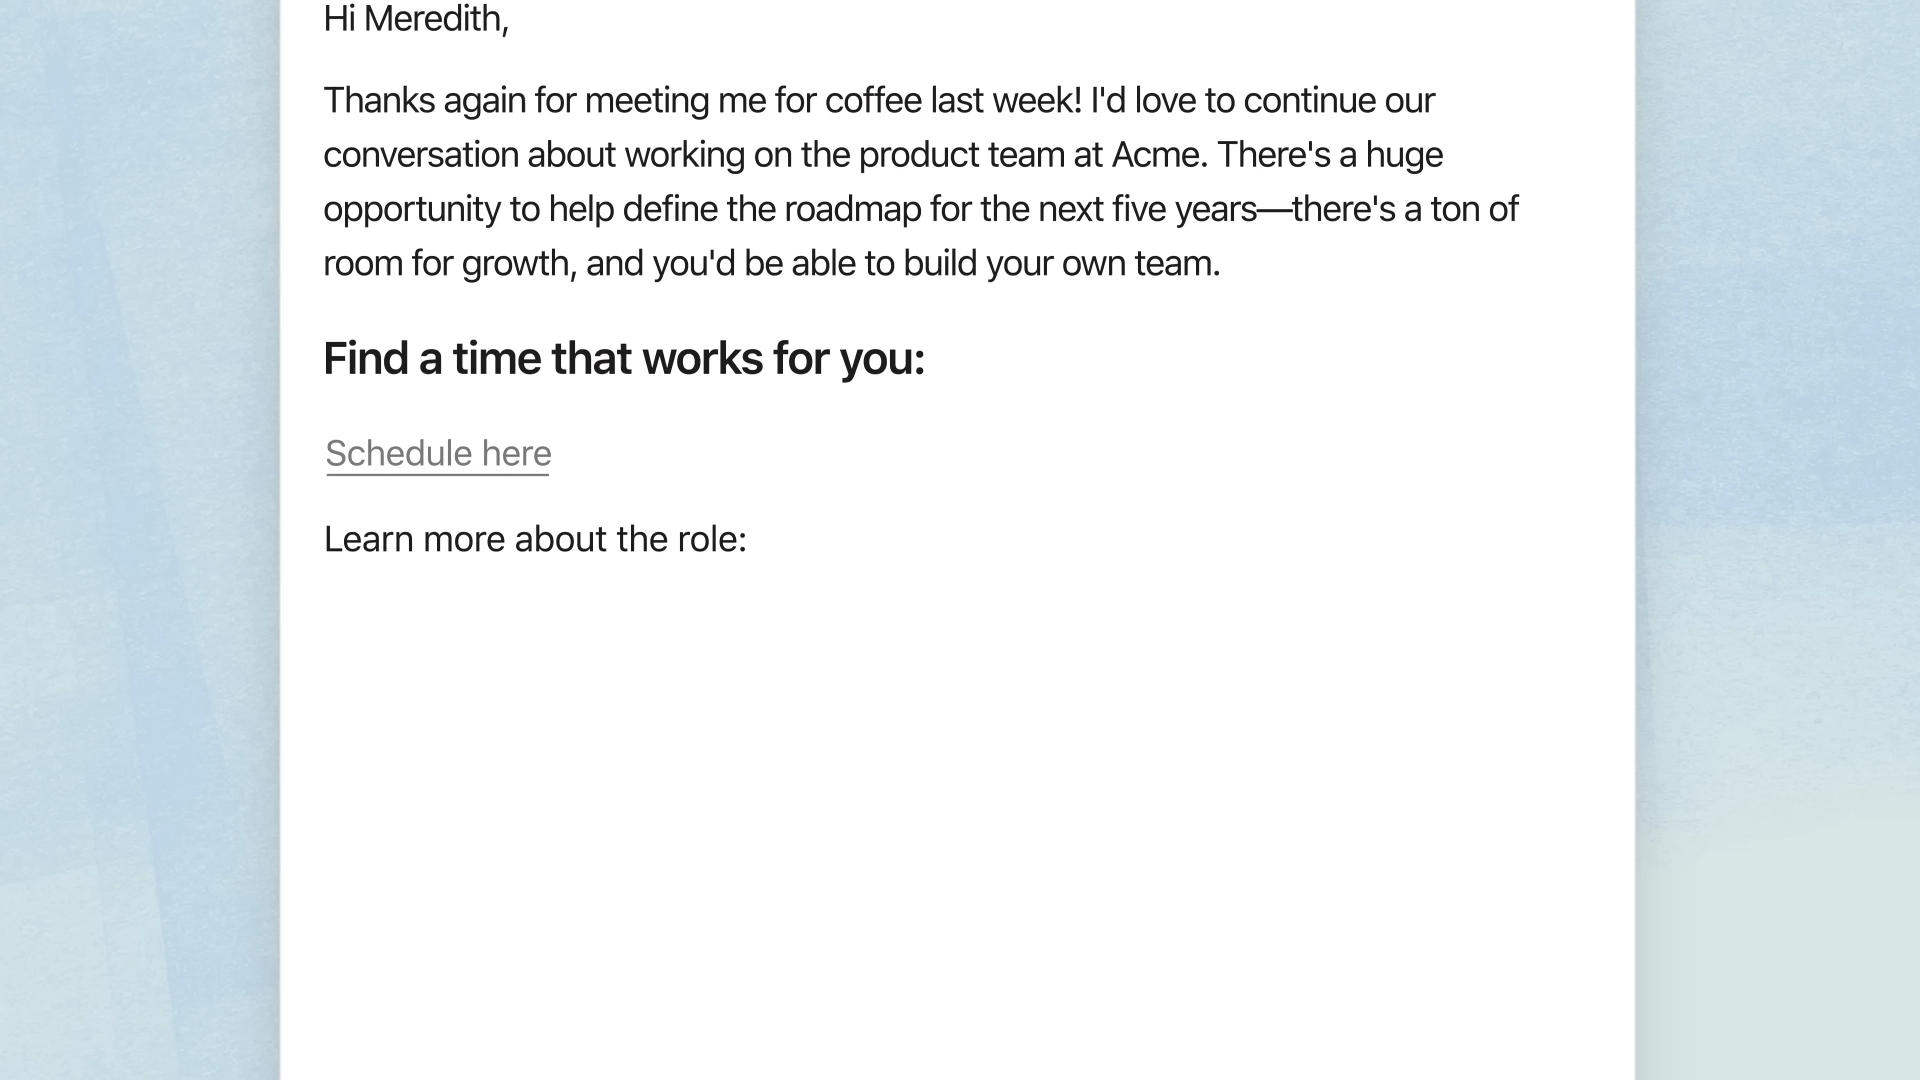 Hi Meredith,
Thanks again for meeting me for coffee last week! I'd love to continue our
conversation about working on the product team at Acme. There's a huge
opportunity to help define the roadmap for the next five years—there's a ton of
room for growth, and you'd be able to build your own team.
Find a time that works for you:
Schedule here
Learn more about the role: